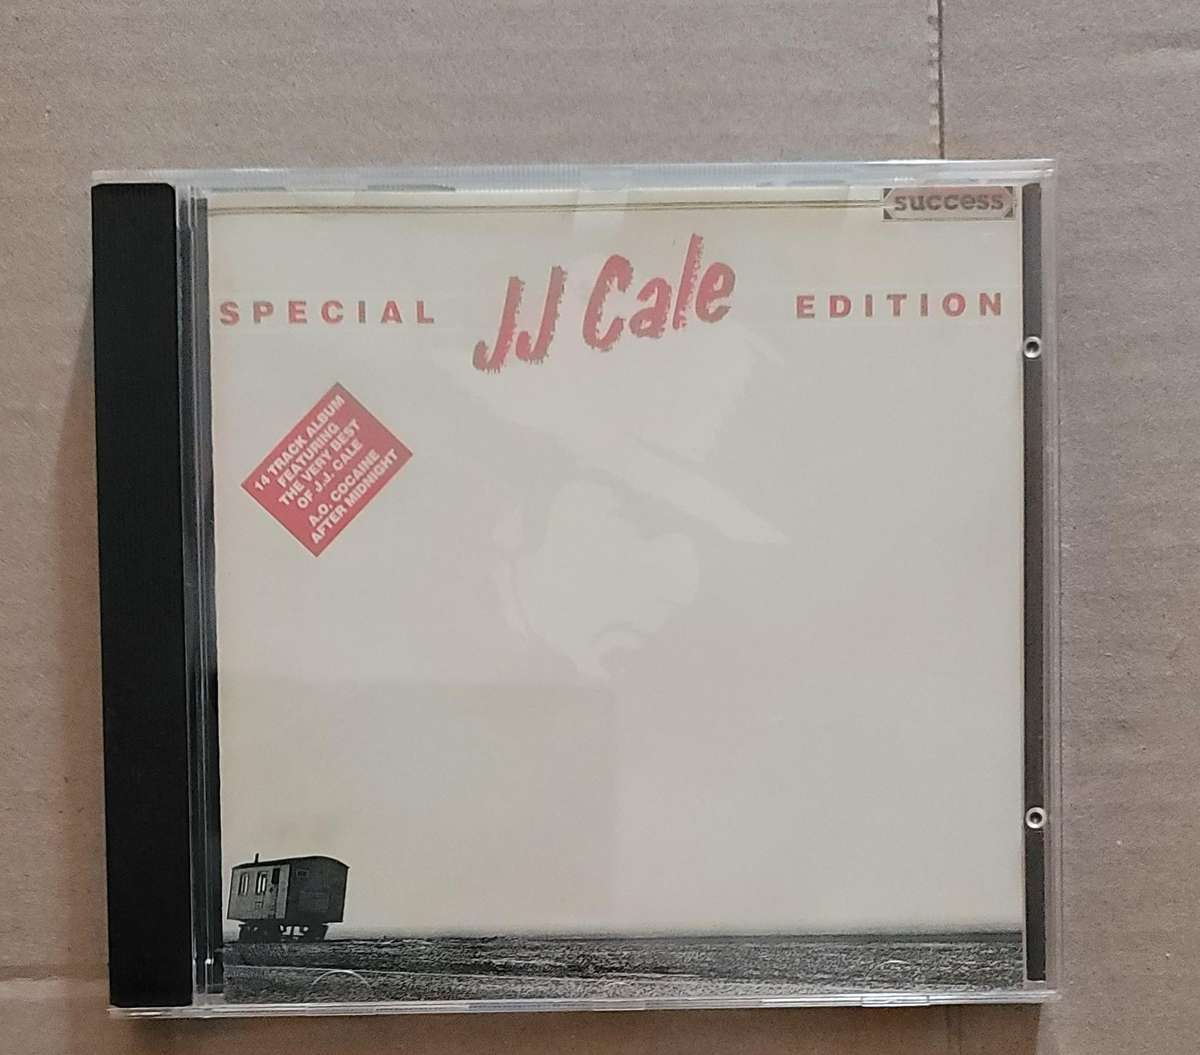 success
SPECIAL JJ Cale EDITION
14 TRACK ALBUM
FEATURING
THE VERY BEST
OF J.J. CALE
A.O. COCAINE
AFTER MIDNIGHT